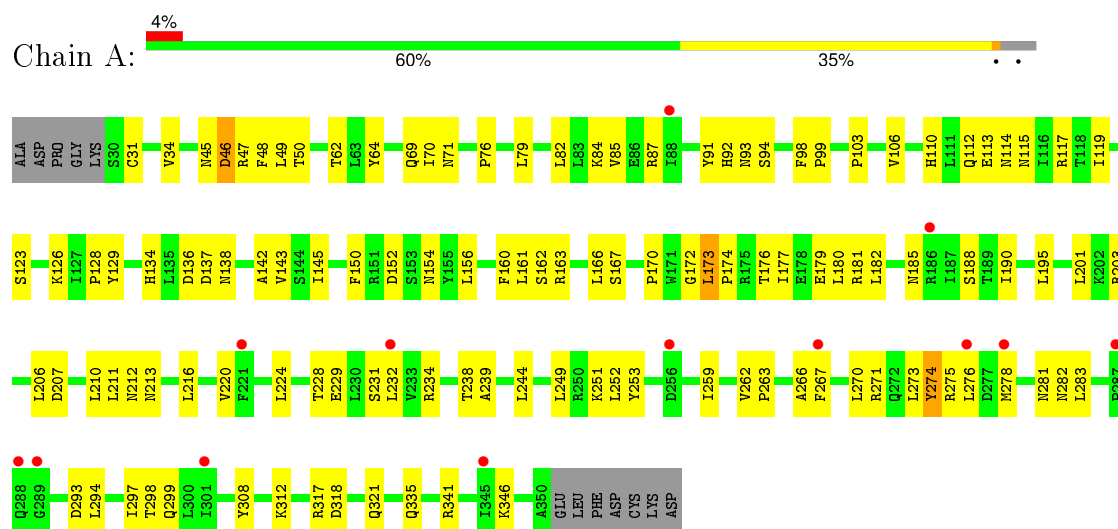 4%
Chain A:
60% 35% • •
ALA ASP PRO GLY LYS S30 C31 V34 N45 D46 R47 F48 L49 T50 T62 L63 Y64 Q69 I70 N71 P76 L79 L82 L83 K84 V85 E86 R87 I88 Y91 H92 N93 S94 F98 P99 P103 V106 H110 L111 Q112 E113 N114 N115 I116 R117 T118 I119
S123 K126 I127 P128 Y129 H134 L135 D136 D137 N138 A142 V143 S144 I145 F150 R151 D152 S153 N154 Y155 L156 F160 L161 S162 R163 L166 S167 P170 W171 G172 L173 P174 R175 T176 I177 E178 E179 L180 R181 L182 N185 R186 I187 S188 T189 I190 L195 L201 K202
L206 D207 L210 L211 N212 N213 L216 V220 F221 L224 T228 E229 L230 S231 L232 V233 R234 T238 A239 L244 L249 R250 K251 L252 Y253 D256 I259 V262 P263 A266 F267 L270 R271 Q272 L273 Y274 R275 L276 D277 M278 N281 N282 L283
Q288 G289 D293 L294 I297 T298 Q299 L300 I301 Y308 K312 R317 D318 Q321 Q335 R341 I345 K346 A350 GLU LEU PHE ASP CYS LYS ASP